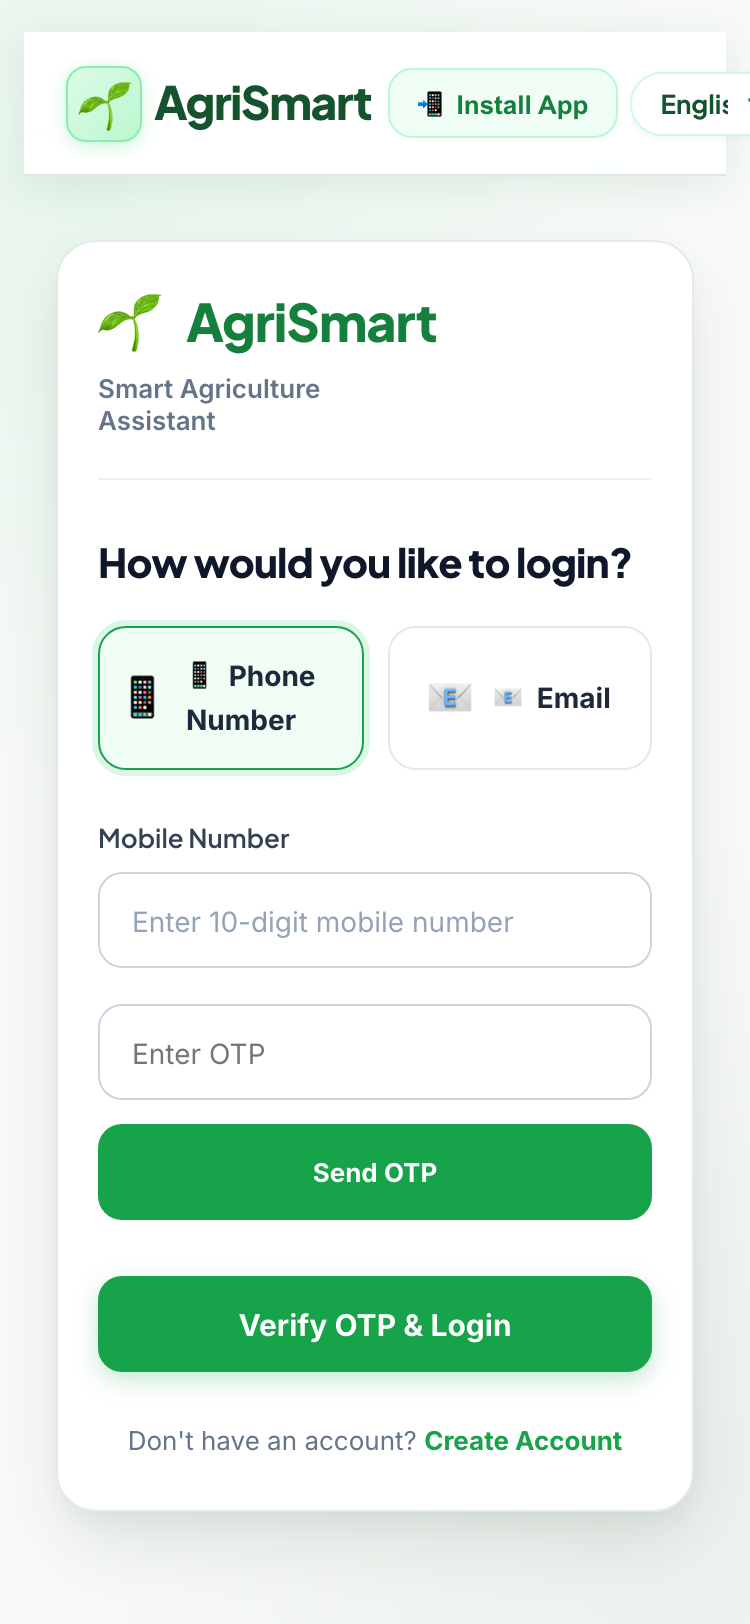 AgriSmart
Install App
Englis
AgriSmart
Smart Agriculture
Assistant
How would you like to login?
Phone
Number
Email
Mobile Number
Enter 10-digit mobile number
Enter OTP
Send OTP
Verify OTP & Login
Don't have an account? Create Account